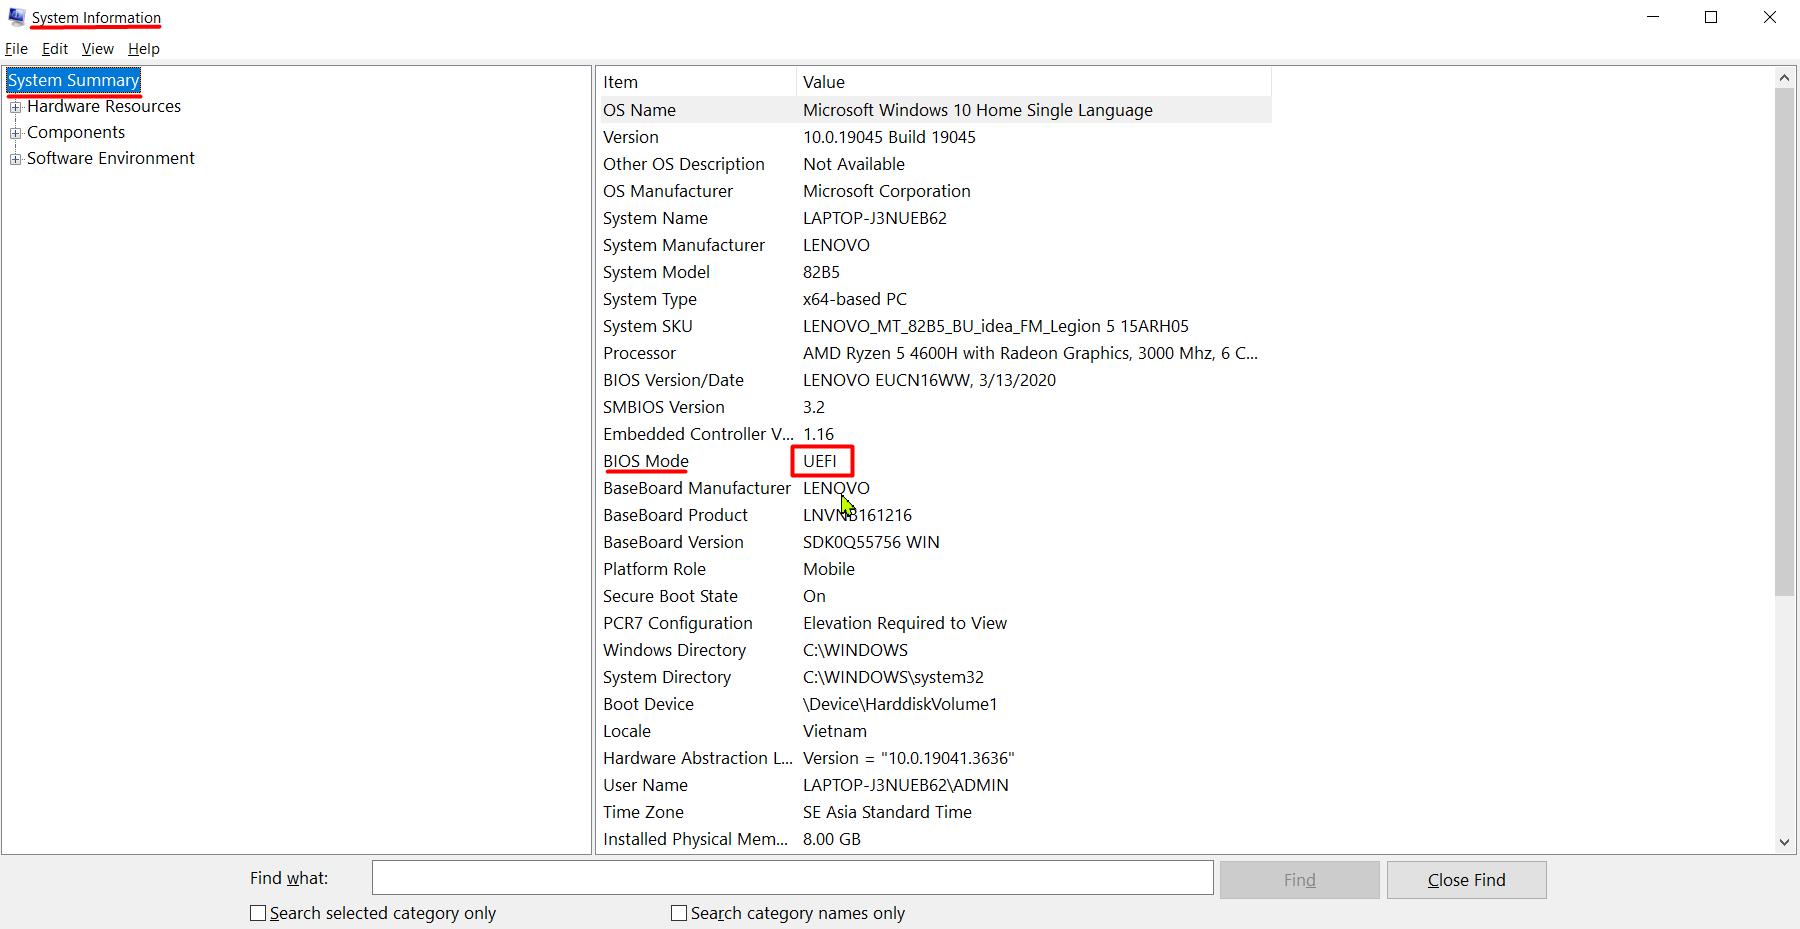 System Information
File Edit View Help
System Summary
Hardware Resources
Components
Software Environment
Item Value
OS Name Microsoft Windows 10 Home Single Language
Version 10.0.19045 Build 19045
Other OS Description Not Available
OS Manufacturer Microsoft Corporation
System Name LAPTOP-J3NUEB62
System Manufacturer LENOVO
System Model 82B5
System Type x64-based PC
System SKU LENOVO_MT_82B5_BU_idea_FM_Legion 5 15ARH05
Processor AMD Ryzen 5 4600H with Radeon Graphics, 3000 Mhz, 6 C...
BIOS Version/Date LENOVO EUCN16WW, 3/13/2020
SMBIOS Version 3.2
Embedded Controller V... 1.16
BIOS Mode UEFI
BaseBoard Manufacturer LENOVO
BaseBoard Product LNVNB161216
BaseBoard Version SDK0Q55756 WIN
Platform Role Mobile
Secure Boot State On
PCR7 Configuration Elevation Required to View
Windows Directory C:\WINDOWS
System Directory C:\WINDOWS\system32
Boot Device \Device\HarddiskVolume1
Locale Vietnam
Hardware Abstraction L... Version = "10.0.19041.3636"
User Name LAPTOP-J3NUEB62\ADMIN
Time Zone SE Asia Standard Time
Installed Physical Mem... 8.00 GB
Find what: Find Close Find
Search selected category only Search category names only